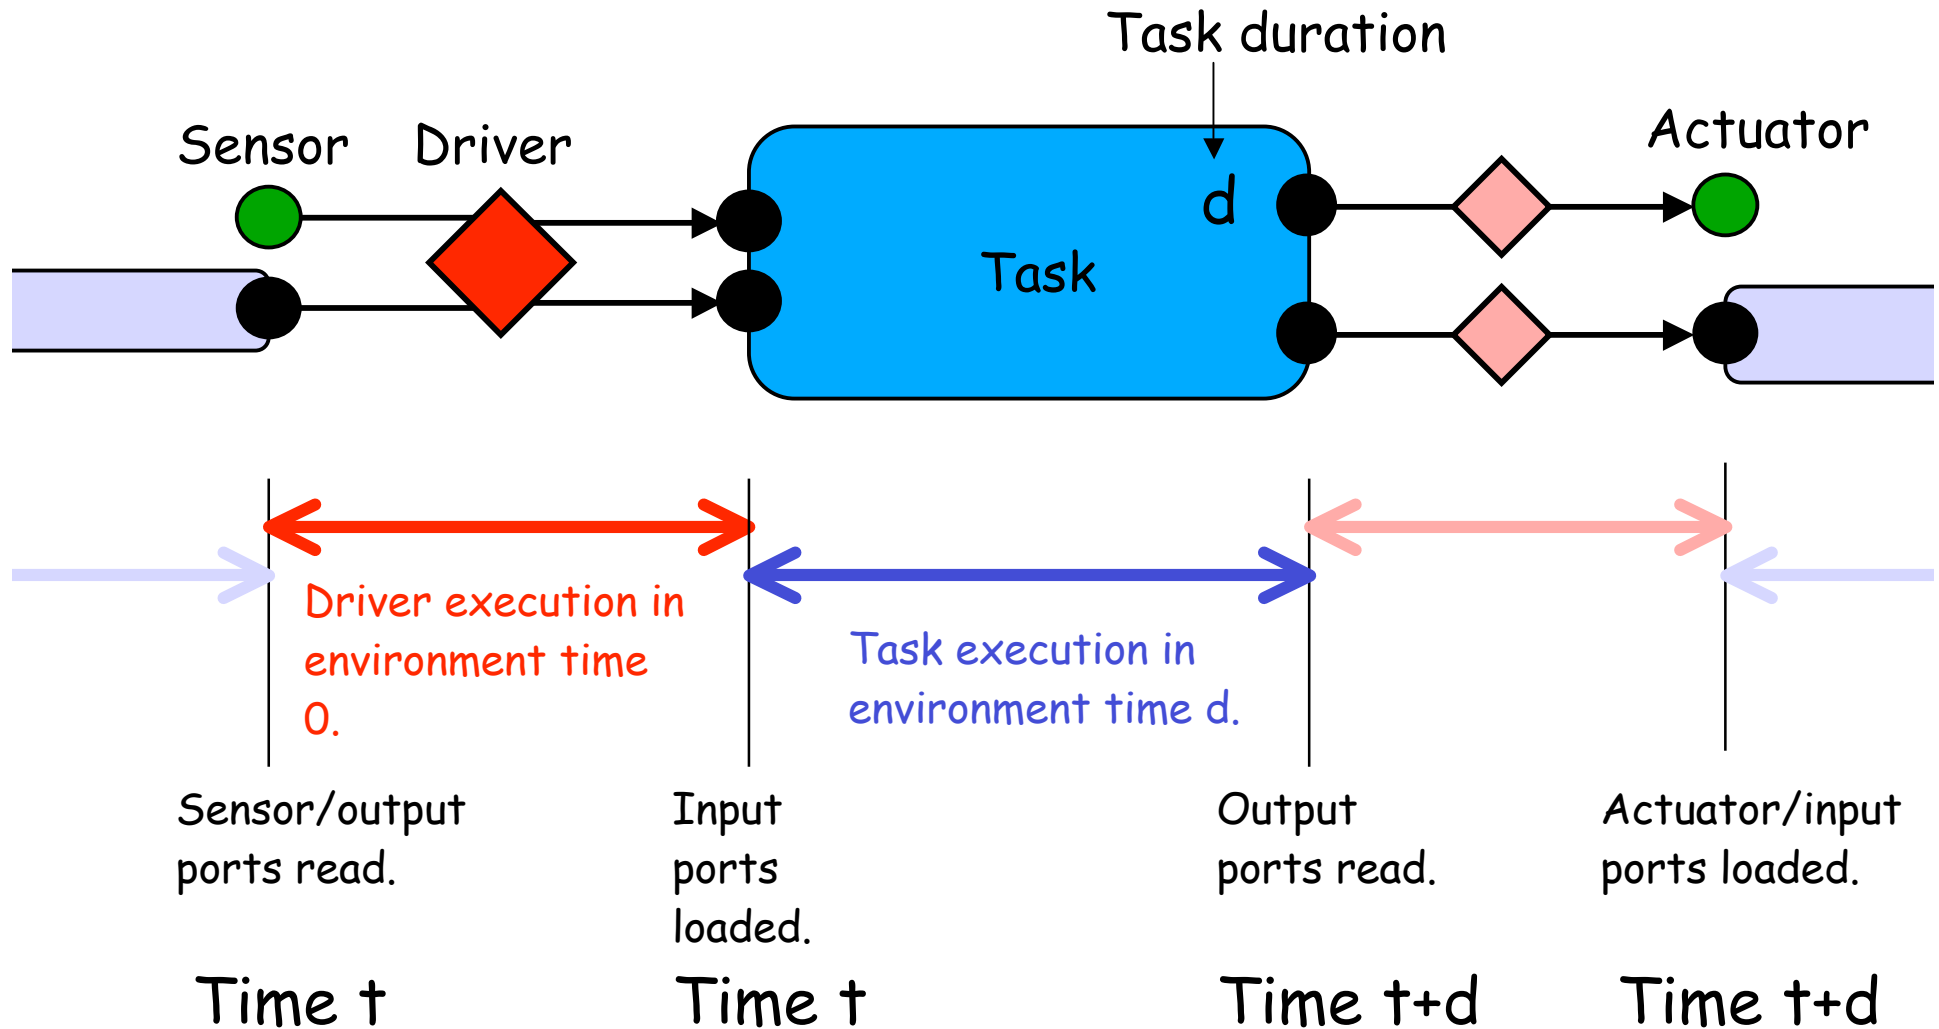 Task duration
Sensor
Driver
Actuator
d
Task
Driver execution in
environment time
0.
Task execution in
environment time d.
Sensor/output
ports read.
Input
ports
loaded.
Output
ports read.
Actuator/input
ports loaded.
Time t
Time t
Time t+d
Time t+d